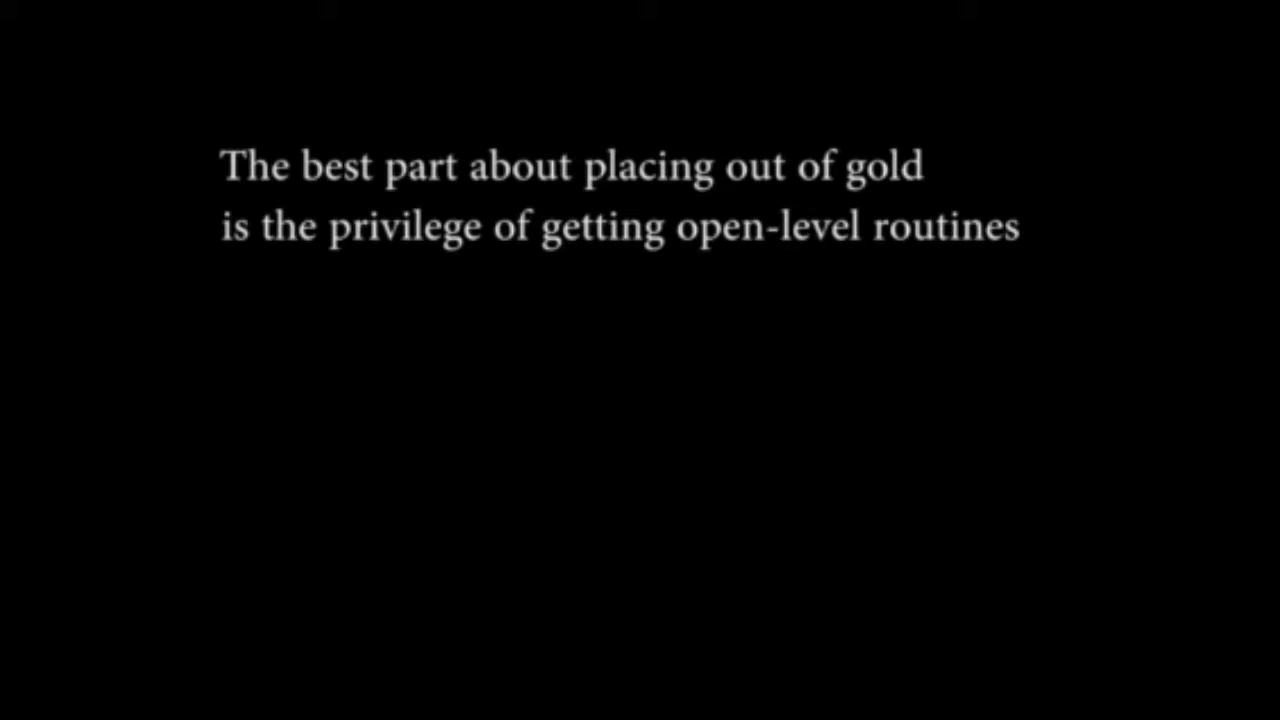 The best part about placing out of gold
is the privilege of getting open-level routines